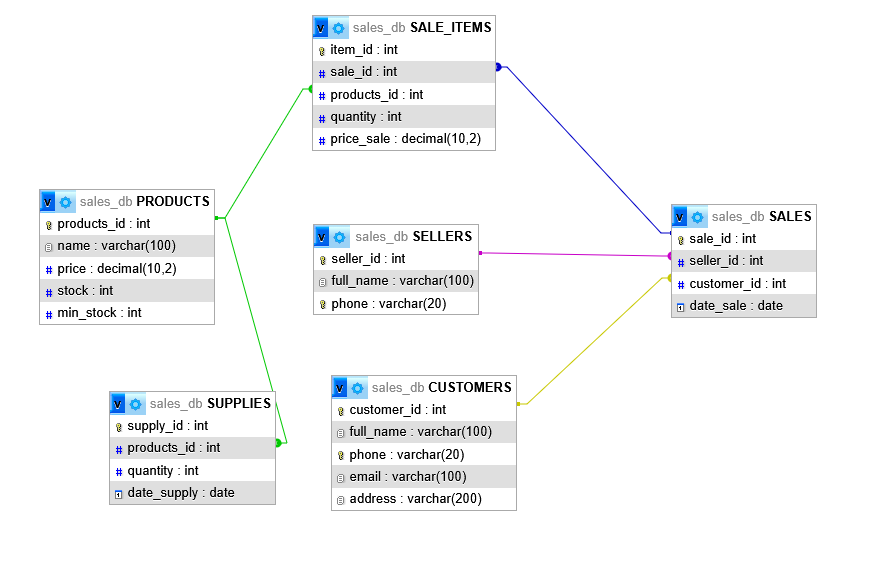 v sales_db SALE_ITEMS
item_id : int
# sale_id : int
# products_id : int
# quantity : int
# price_sale : decimal(10,2)
v sales_db PRODUCTS
products_id : int
name : varchar(100)
# price : decimal(10,2)
# stock : int
# min_stock : int
v sales_db SELLERS
seller_id : int
full_name : varchar(100)
phone : varchar(20)
v sales_db SALES
sale_id : int
# seller_id : int
# customer_id : int
date_sale : date
v sales_db SUPPLIES
supply_id : int
# products_id : int
# quantity : int
date_supply : date
v sales_db CUSTOMERS
customer_id : int
full_name : varchar(100)
phone : varchar(20)
email : varchar(100)
address : varchar(200)